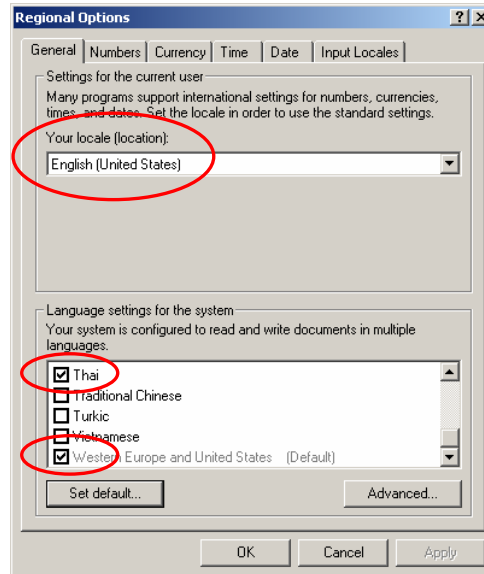 Regional Options
General Numbers Currency Time Date Input Locales
Settings for the current user
Many programs support international settings for numbers, currencies,
times, and dates. Set the locale in order to use the standard settings.
Your locale (location):
English (United States)
Language settings for the system
Your system is configured to read and write documents in multiple
languages.
Thai
Traditional Chinese
Turkic
Vietnamese
Western Europe and United States (Default)
Set default... Advanced...
OK Cancel Apply